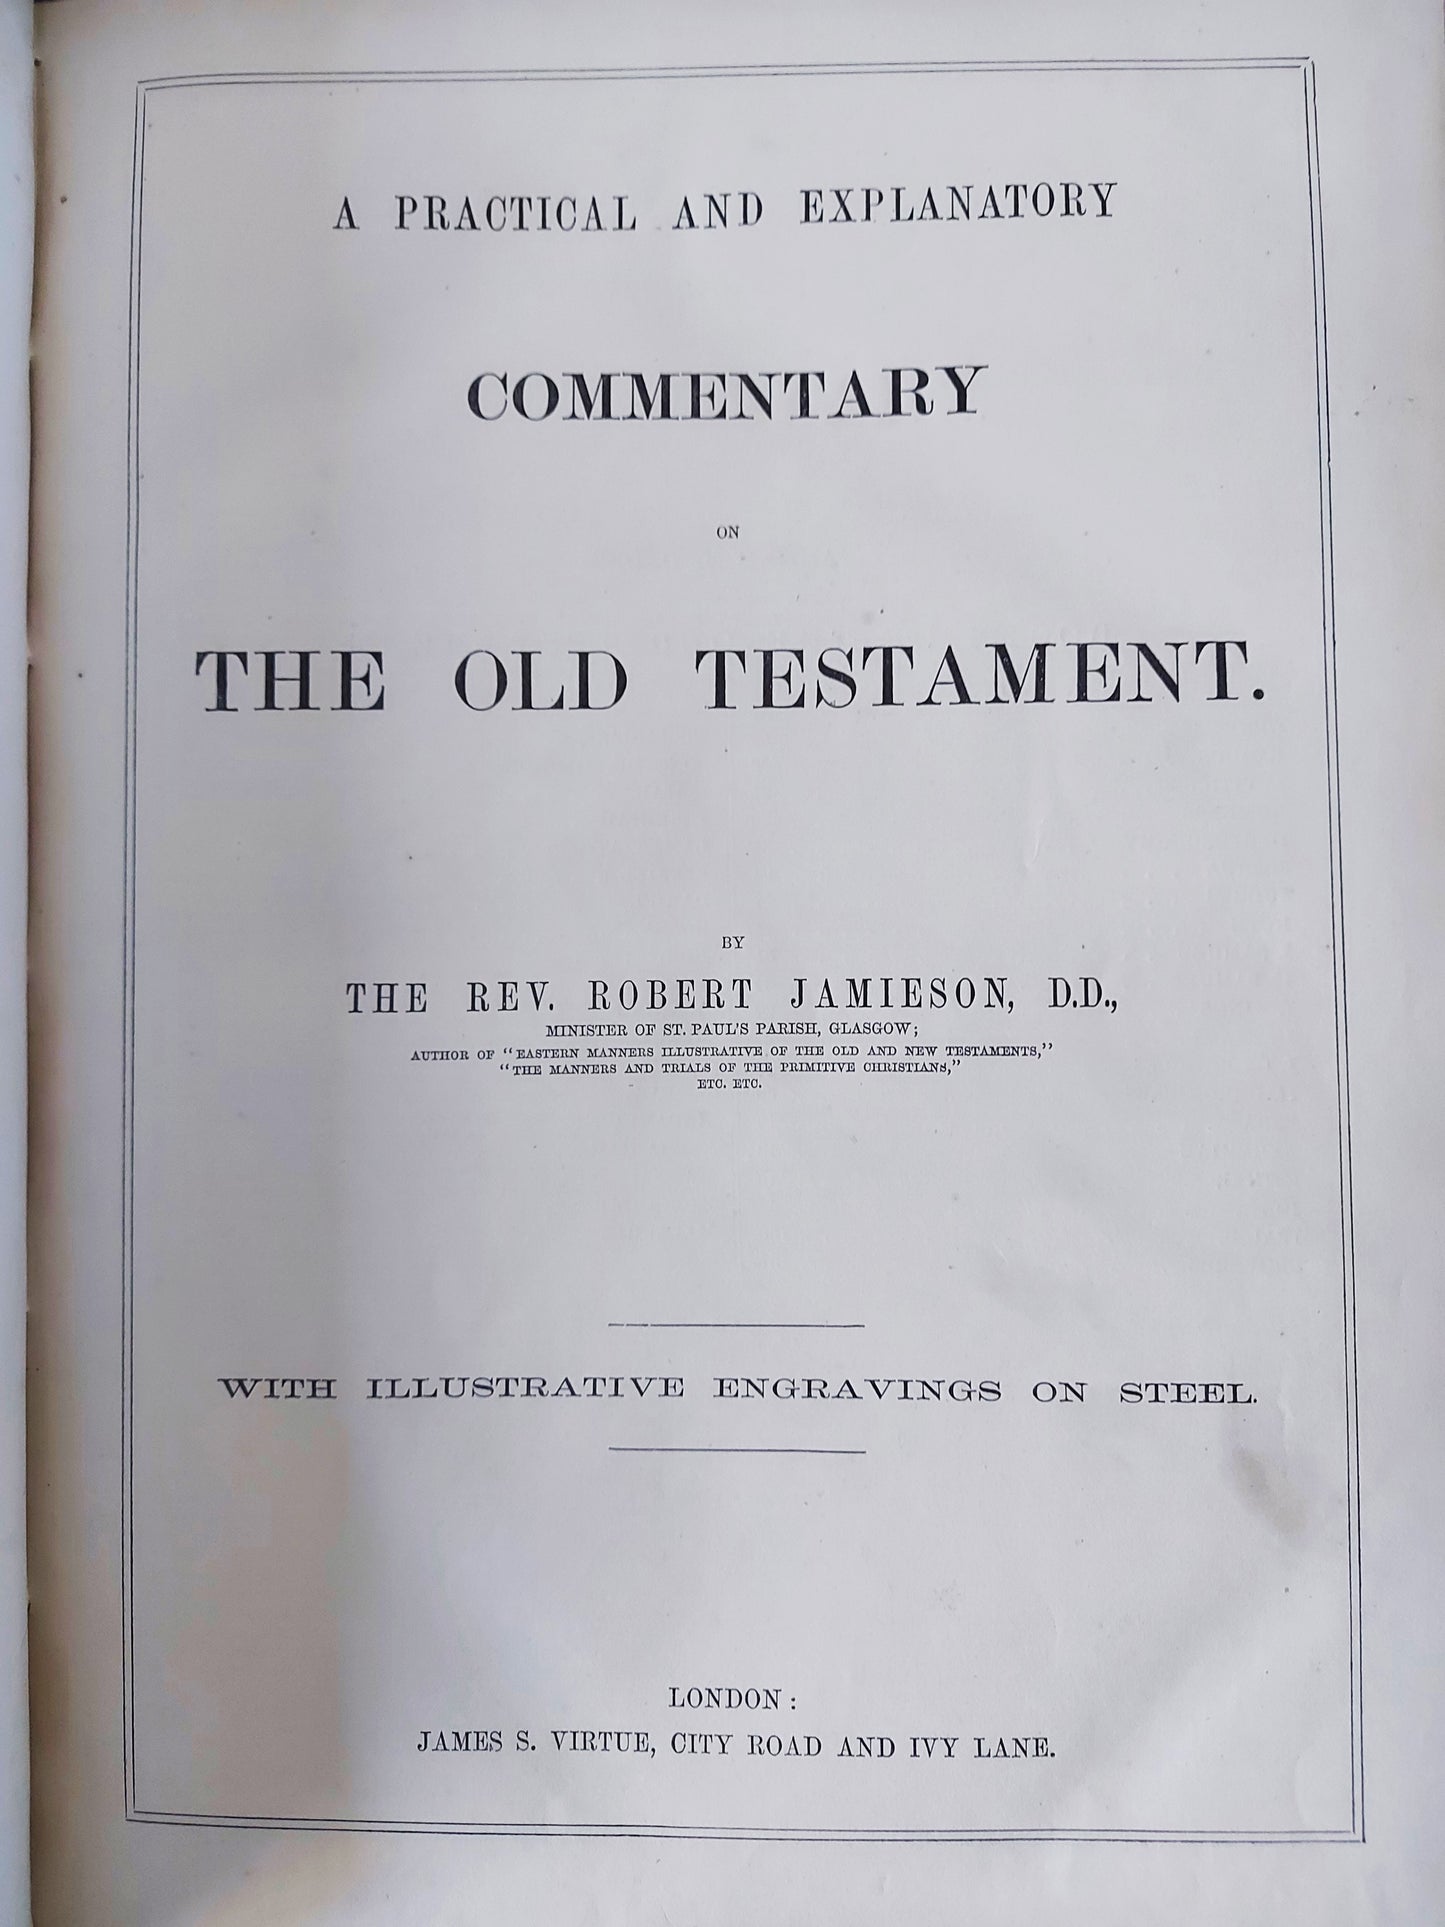 A PRACTICAL AND EXPLANATORY
COMMENTARY
ON
THE OLD TESTAMENT.
BY
THE REV. ROBERT JAMIESON, D.D.,
MINISTER OF ST. PAUL'S PARISH, GLASGOW;
AUTHOR OF "EASTERN MANNERS ILLUSTRATIVE OF THE OLD AND NEW TESTAMENTS,"
"THE MANNERS AND TRIALS OF THE PRIMITIVE CHRISTIANS,"
ETC. ETC.
WITH ILLUSTRATIVE ENGRAVINGS ON STEEL.
LONDON:
JAMES S. VIRTUE, CITY ROAD AND IVY LANE.